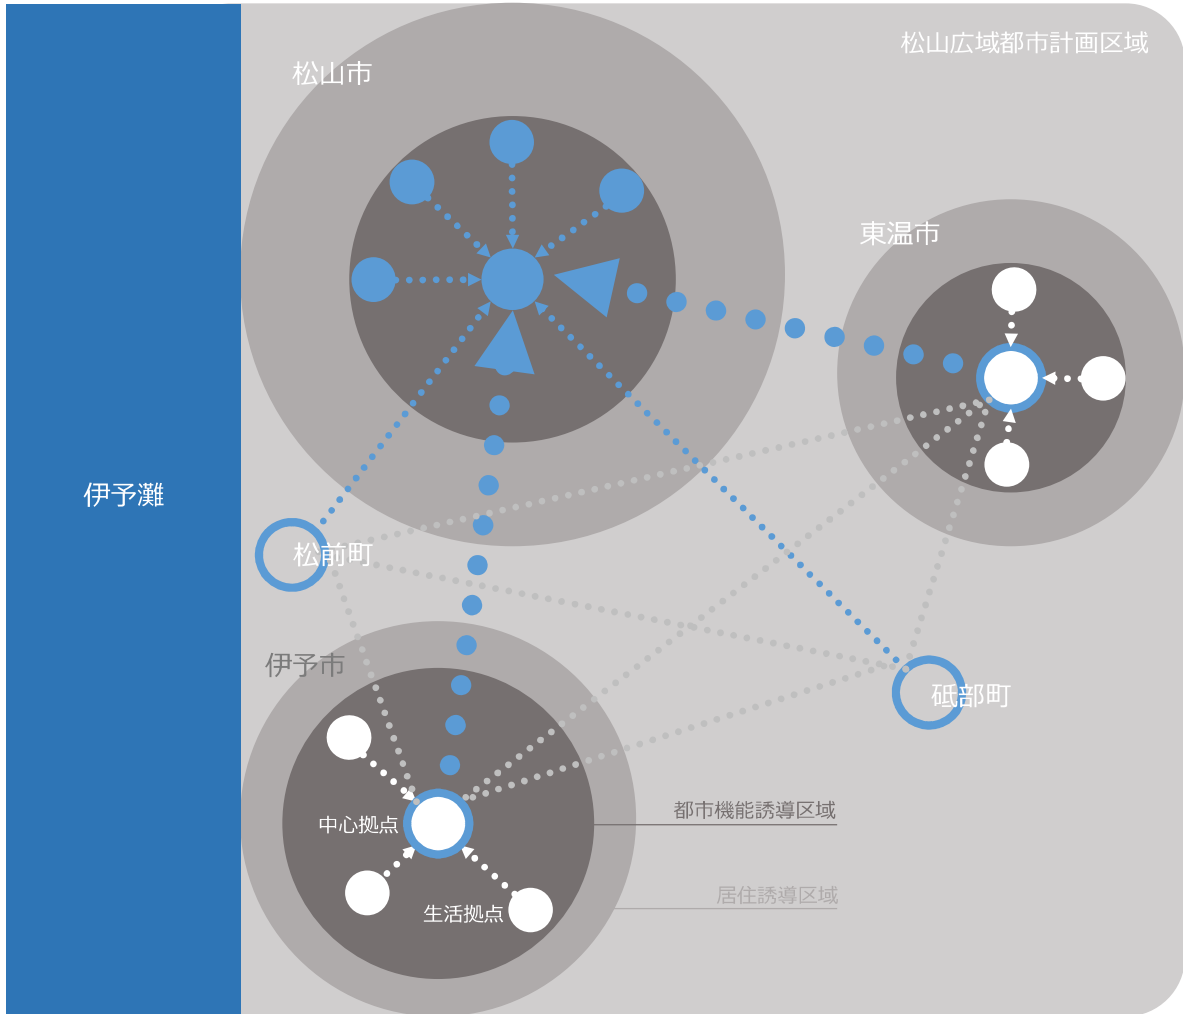 松山広域都市計画区域
松山市
東温市
伊予灘
松前町
伊予市
砥部町
都市機能誘導区域
中心拠点
居住誘導区域
生活拠点